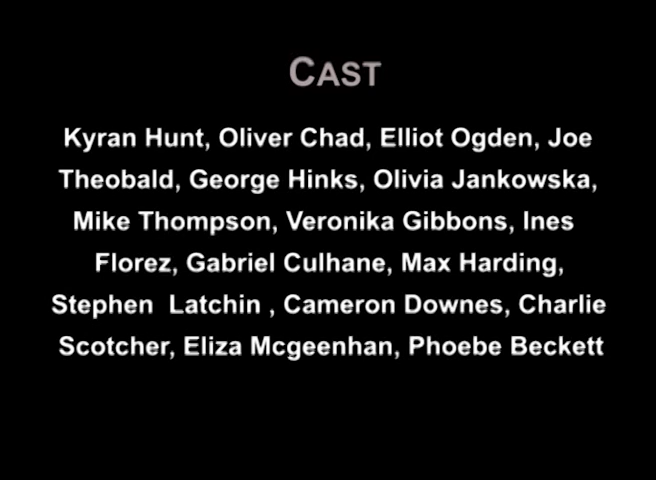 CAST
Kyran Hunt, Oliver Chad, Elliot Ogden, Joe
Theobald, George Hinks, Olivia Jankowska,
Mike Thompson, Veronika Gibbons, Ines
Florez, Gabriel Culhane, Max Harding,
Stephen  Latchin , Cameron Downes, Charlie
Scotcher, Eliza Mcgeenhan, Phoebe Beckett